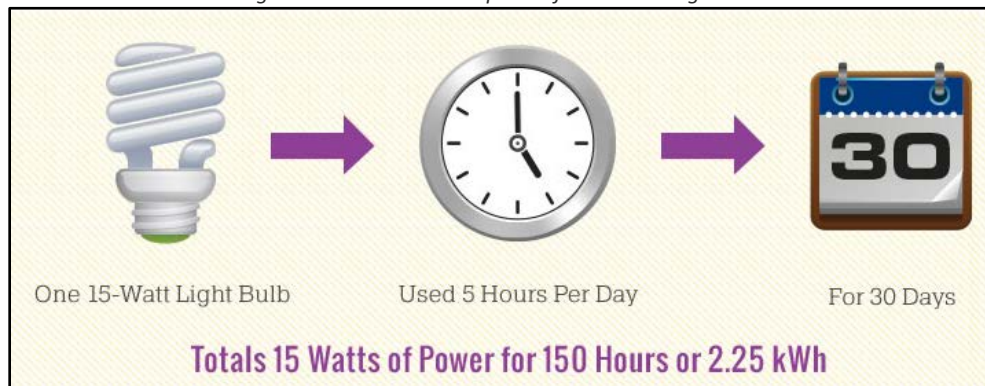 30
One 15-Watt Light Bulb
Used 5 Hours Per Day
For 30 Days
Totals 15 Watts of Power for 150 Hours or 2.25 kWh